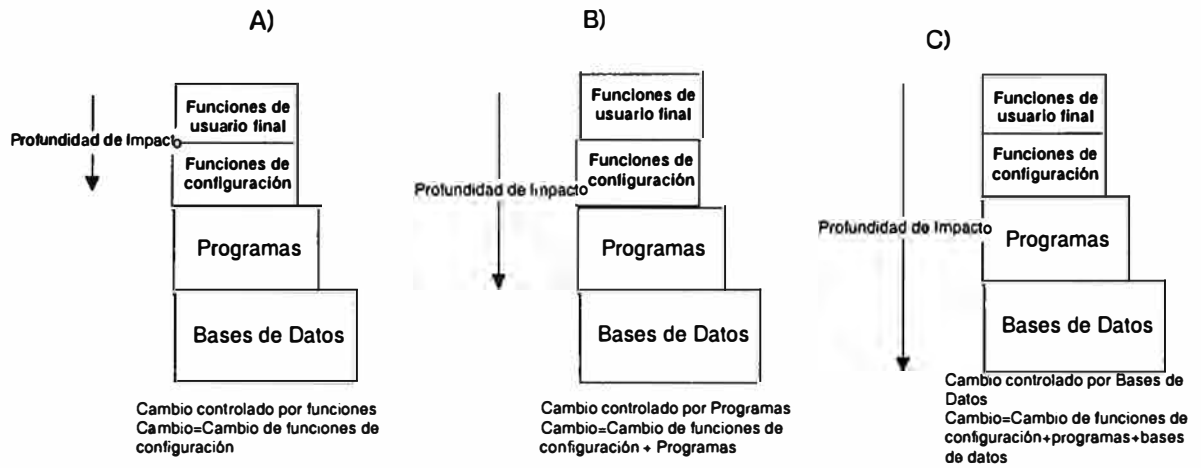 A)
Funciones de
usuario final
Profundidad de Impacto
Funciones de
configuración
Programas
Bases de Datos
Cambio controlado por funciones
Cambio=Cambio de funciones de
configuración
B)
Funciones de
usuario final
Funciones de
configuración
Profundidad de Impacto
Programas
Bases de Datos
Cambio controlado por Programas
Cambio=Cambio de funciones de
configuración + Programas
C)
Funciones de
usuario final
Funciones de
configuración
Profundidad de Impacto
Programas
Bases de Datos
Cambio controlado por Bases de
Datos
Cambio=Cambio de funciones de
configuración+programas+bases
de datos